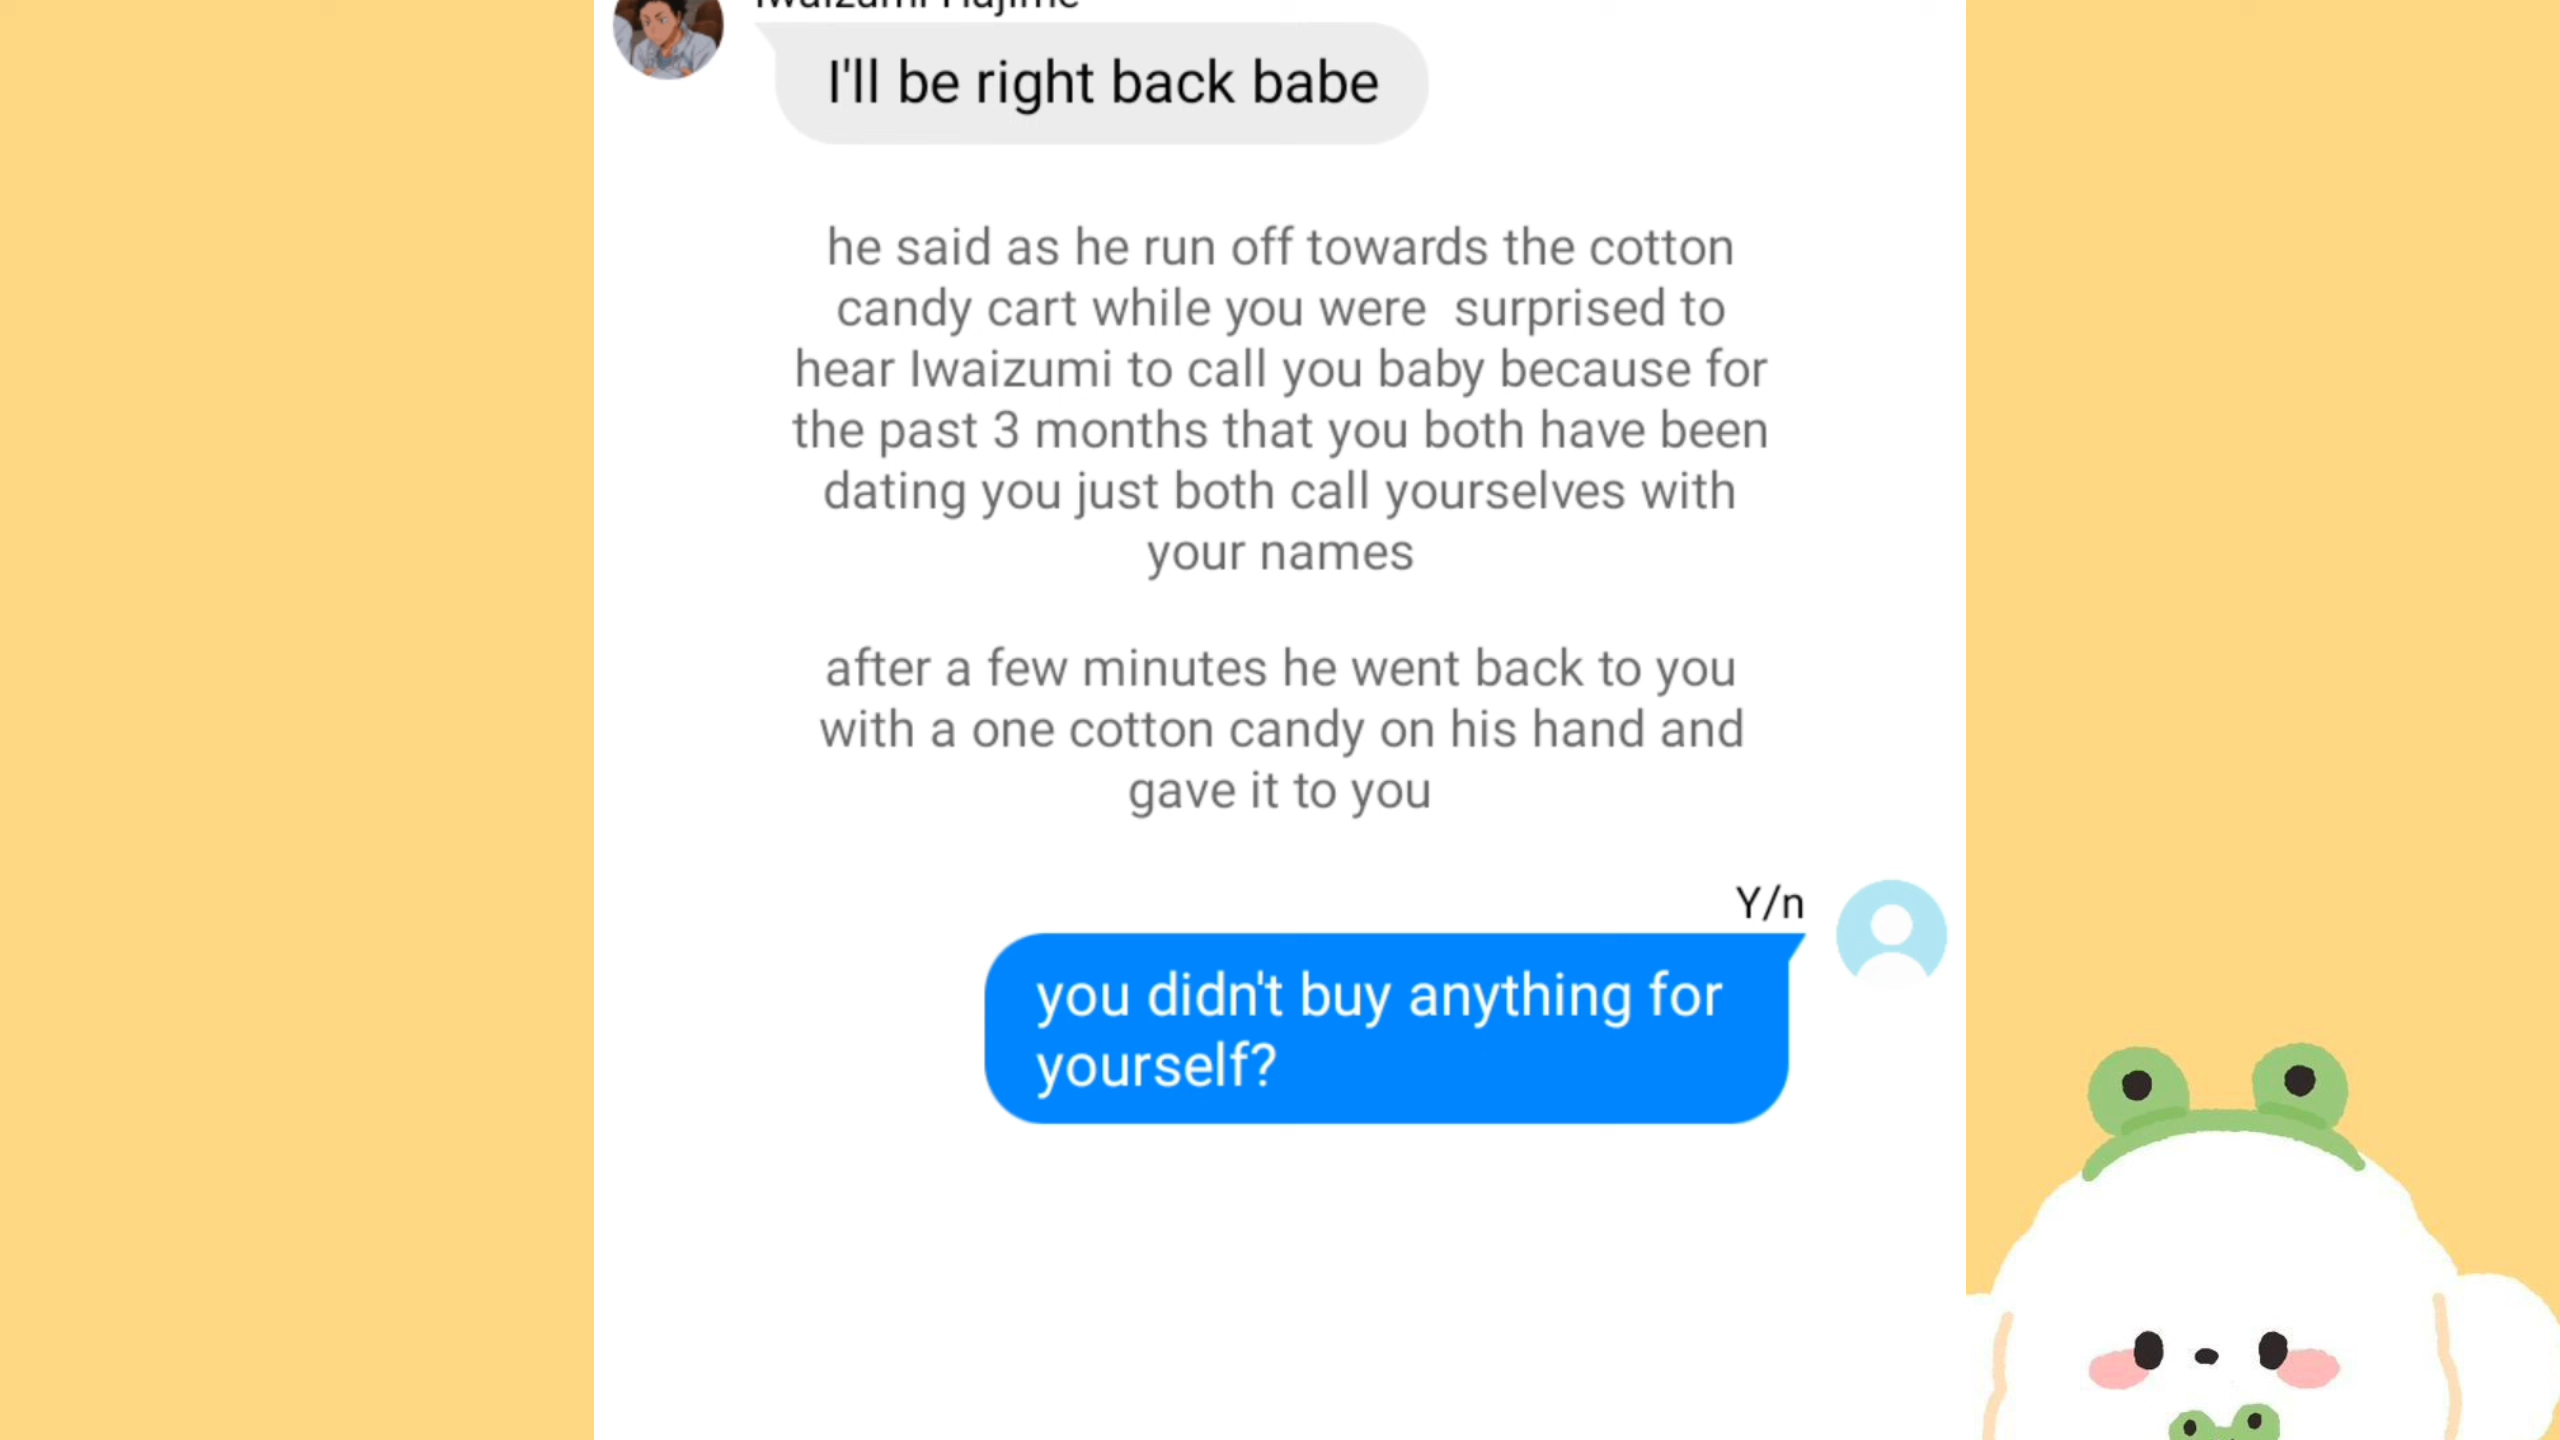 Iwaizumi Hajime
I'll be right back babe
he said as he run off towards the cotton
candy cart while you were  surprised to
hear Iwaizumi to call you baby because for
the past 3 months that you both have been
dating you just both call yourselves with
your names
after a few minutes he went back to you
with a one cotton candy on his hand and
gave it to you
Y/n
you didn't buy anything for
yourself?